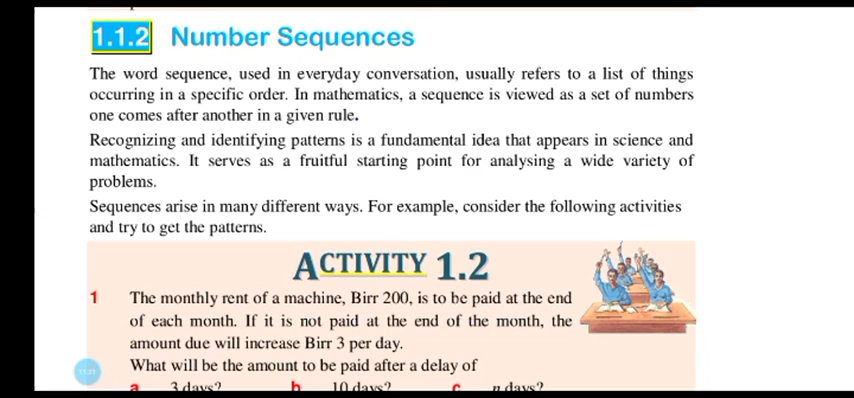 1.1.2 Number Sequences
The word sequence, used in everyday conversation, usually refers to a list of things
occurring in a specific order. In mathematics, a sequence is viewed as a set of numbers
one comes after another in a given rule.
Recognizing and identifying patterns is a fundamental idea that appears in science and
mathematics. It serves as a fruitful starting point for analysing a wide variety of
problems.
Sequences arise in many different ways. For example, consider the following activities
and try to get the patterns.
ACTIVITY 1.2
1 The monthly rent of a machine, Birr 200, is to be paid at the end
of each month. If it is not paid at the end of the month, the
amount due will increase Birr 3 per day.
What will be the amount to be paid after a delay of
a 3 days? b 10 days? c n days?